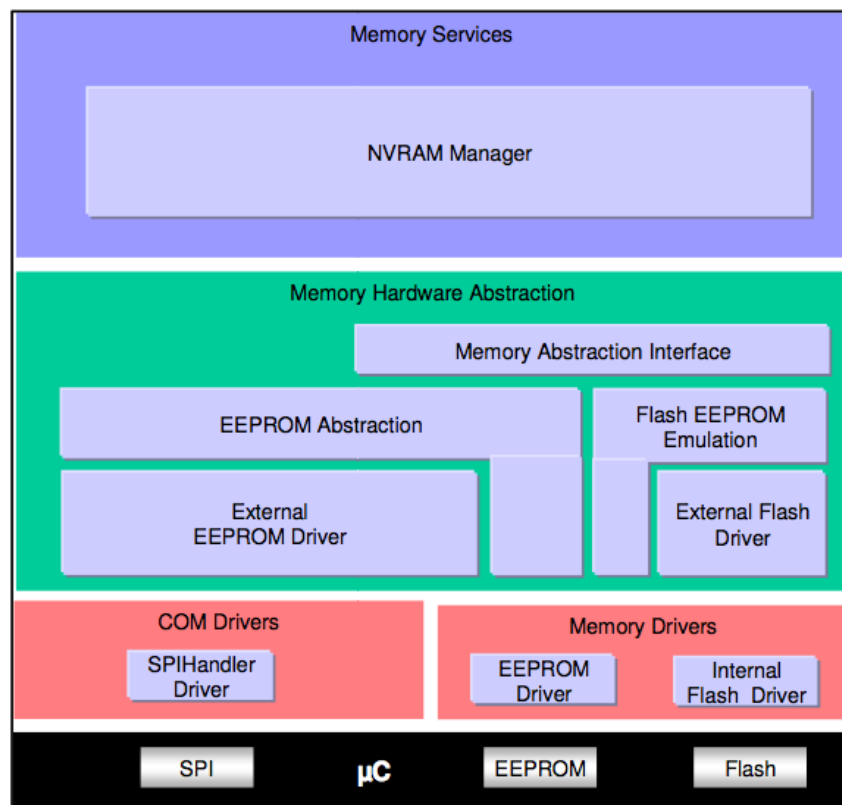 Memory Services
NVRAM Manager
Memory Hardware Abstraction
Memory Abstraction Interface
EEPROM Abstraction
Flash EEPROM
Emulation
External
EEPROM Driver
External Flash
Driver
COM Drivers
SPIHandler
Driver
Memory Drivers
EEPROM
Driver
Internal
Flash Driver
SPI
µC
EEPROM
Flash